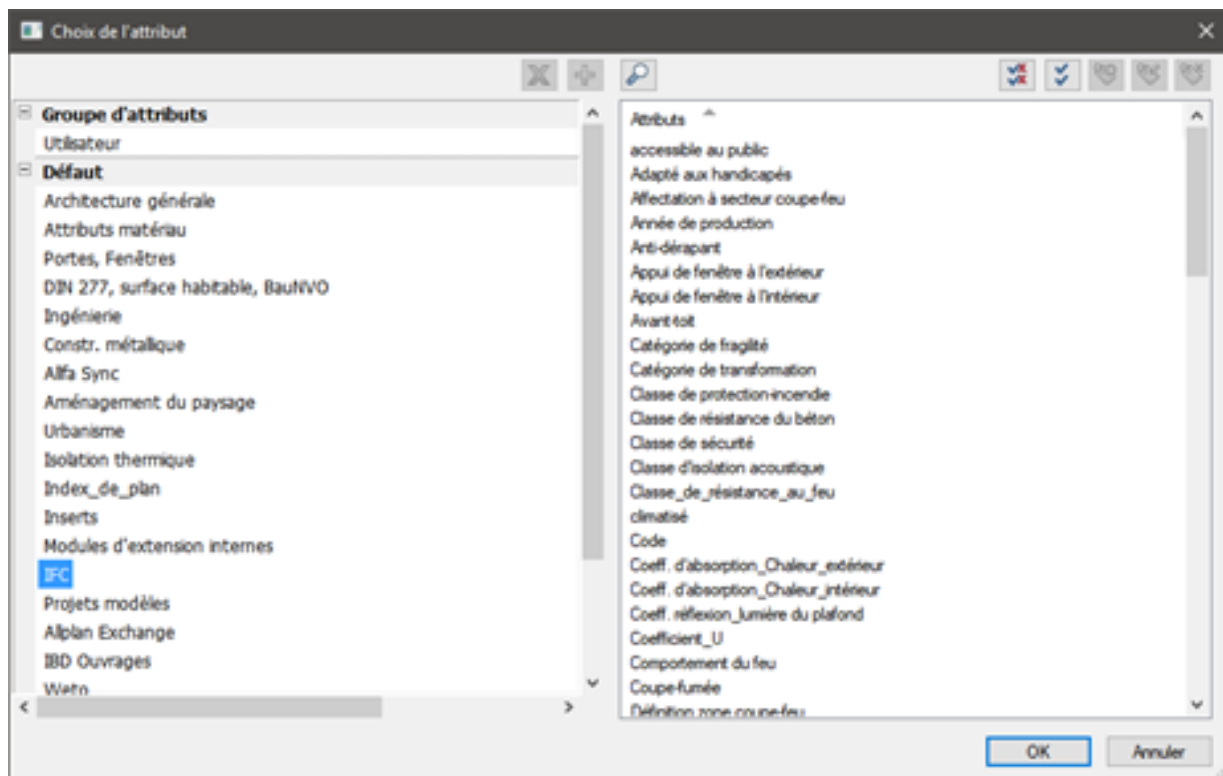 Choix de l'attribut
Groupe d'attributs
Utilisateur
Défaut
Architecture générale
Attributs matériau
Portes, Fenêtres
DIN 277, surface habitable, BauNVO
Ingénierie
Constr. métallique
Allfa Sync
Aménagement du paysage
Urbanisme
Isolation thermique
Index_de_plan
Inserts
Modules d'extension internes
IFC
Projets modèles
Allplan Exchange
IBD Ouvrages
Weto
Attributs
accessible au public
Adapté aux handicapés
Affectation à secteur coupe-feu
Année de production
Anti-dérapant
Appui de fenêtre à l'extérieur
Appui de fenêtre à l'intérieur
Avant-toit
Catégorie de fragilité
Catégorie de transformation
Classe de protection-incendie
Classe de résistance du béton
Classe de sécurité
Classe d'isolation acoustique
Classe_de_résistance_au_feu
climatisé
Code
Coeff. d'absorption_Chaleur_extérieur
Coeff. d'absorption_Chaleur_intérieur
Coeff. réflexion_lumière du plafond
Coefficient_U
Comportement du feu
Coupe-fumée
Définition zone coupe-feu
OK
Annuler